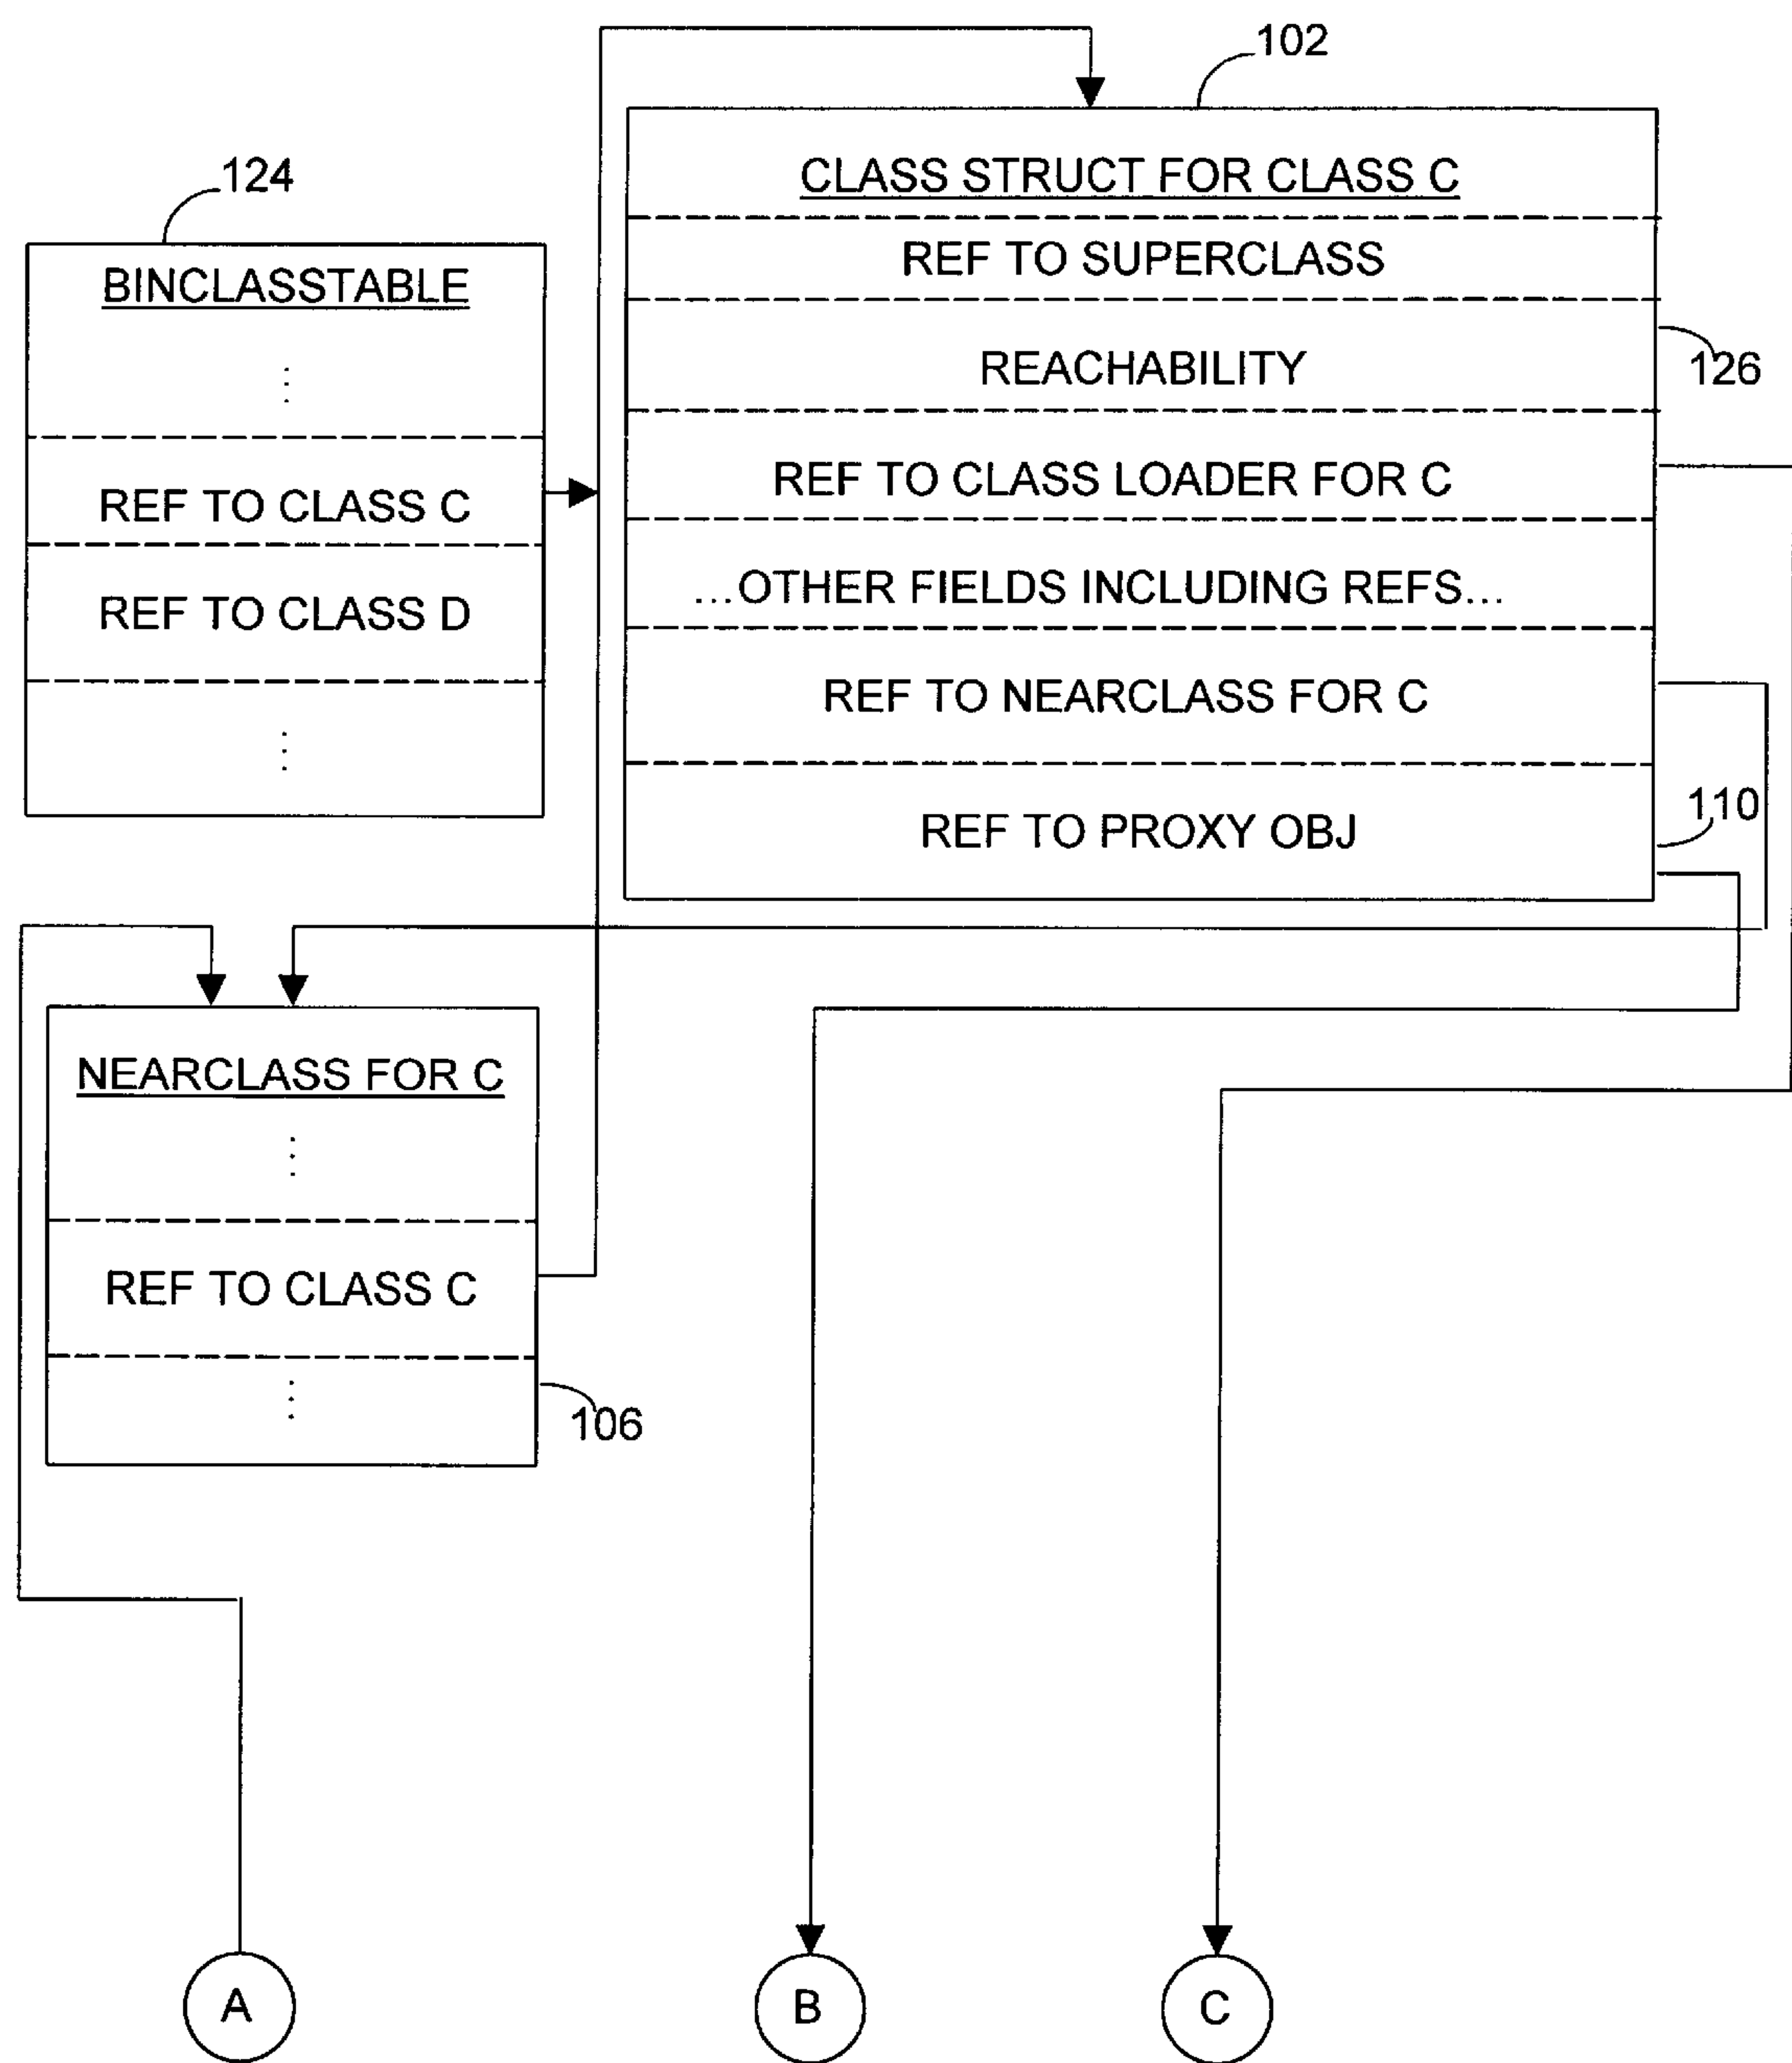 102
124
CLASS STRUCT FOR CLASS C
REF TO SUPERCLASS
BINCLASSTABLE
⋮
REACHABILITY
126
REF TO CLASS C
REF TO CLASS LOADER FOR C
REF TO CLASS D
...OTHER FIELDS INCLUDING REFS...
REF TO NEARCLASS FOR C
⋮
110
REF TO PROXY OBJ
NEARCLASS FOR C
⋮
REF TO CLASS C
⋮
106
A
B
C